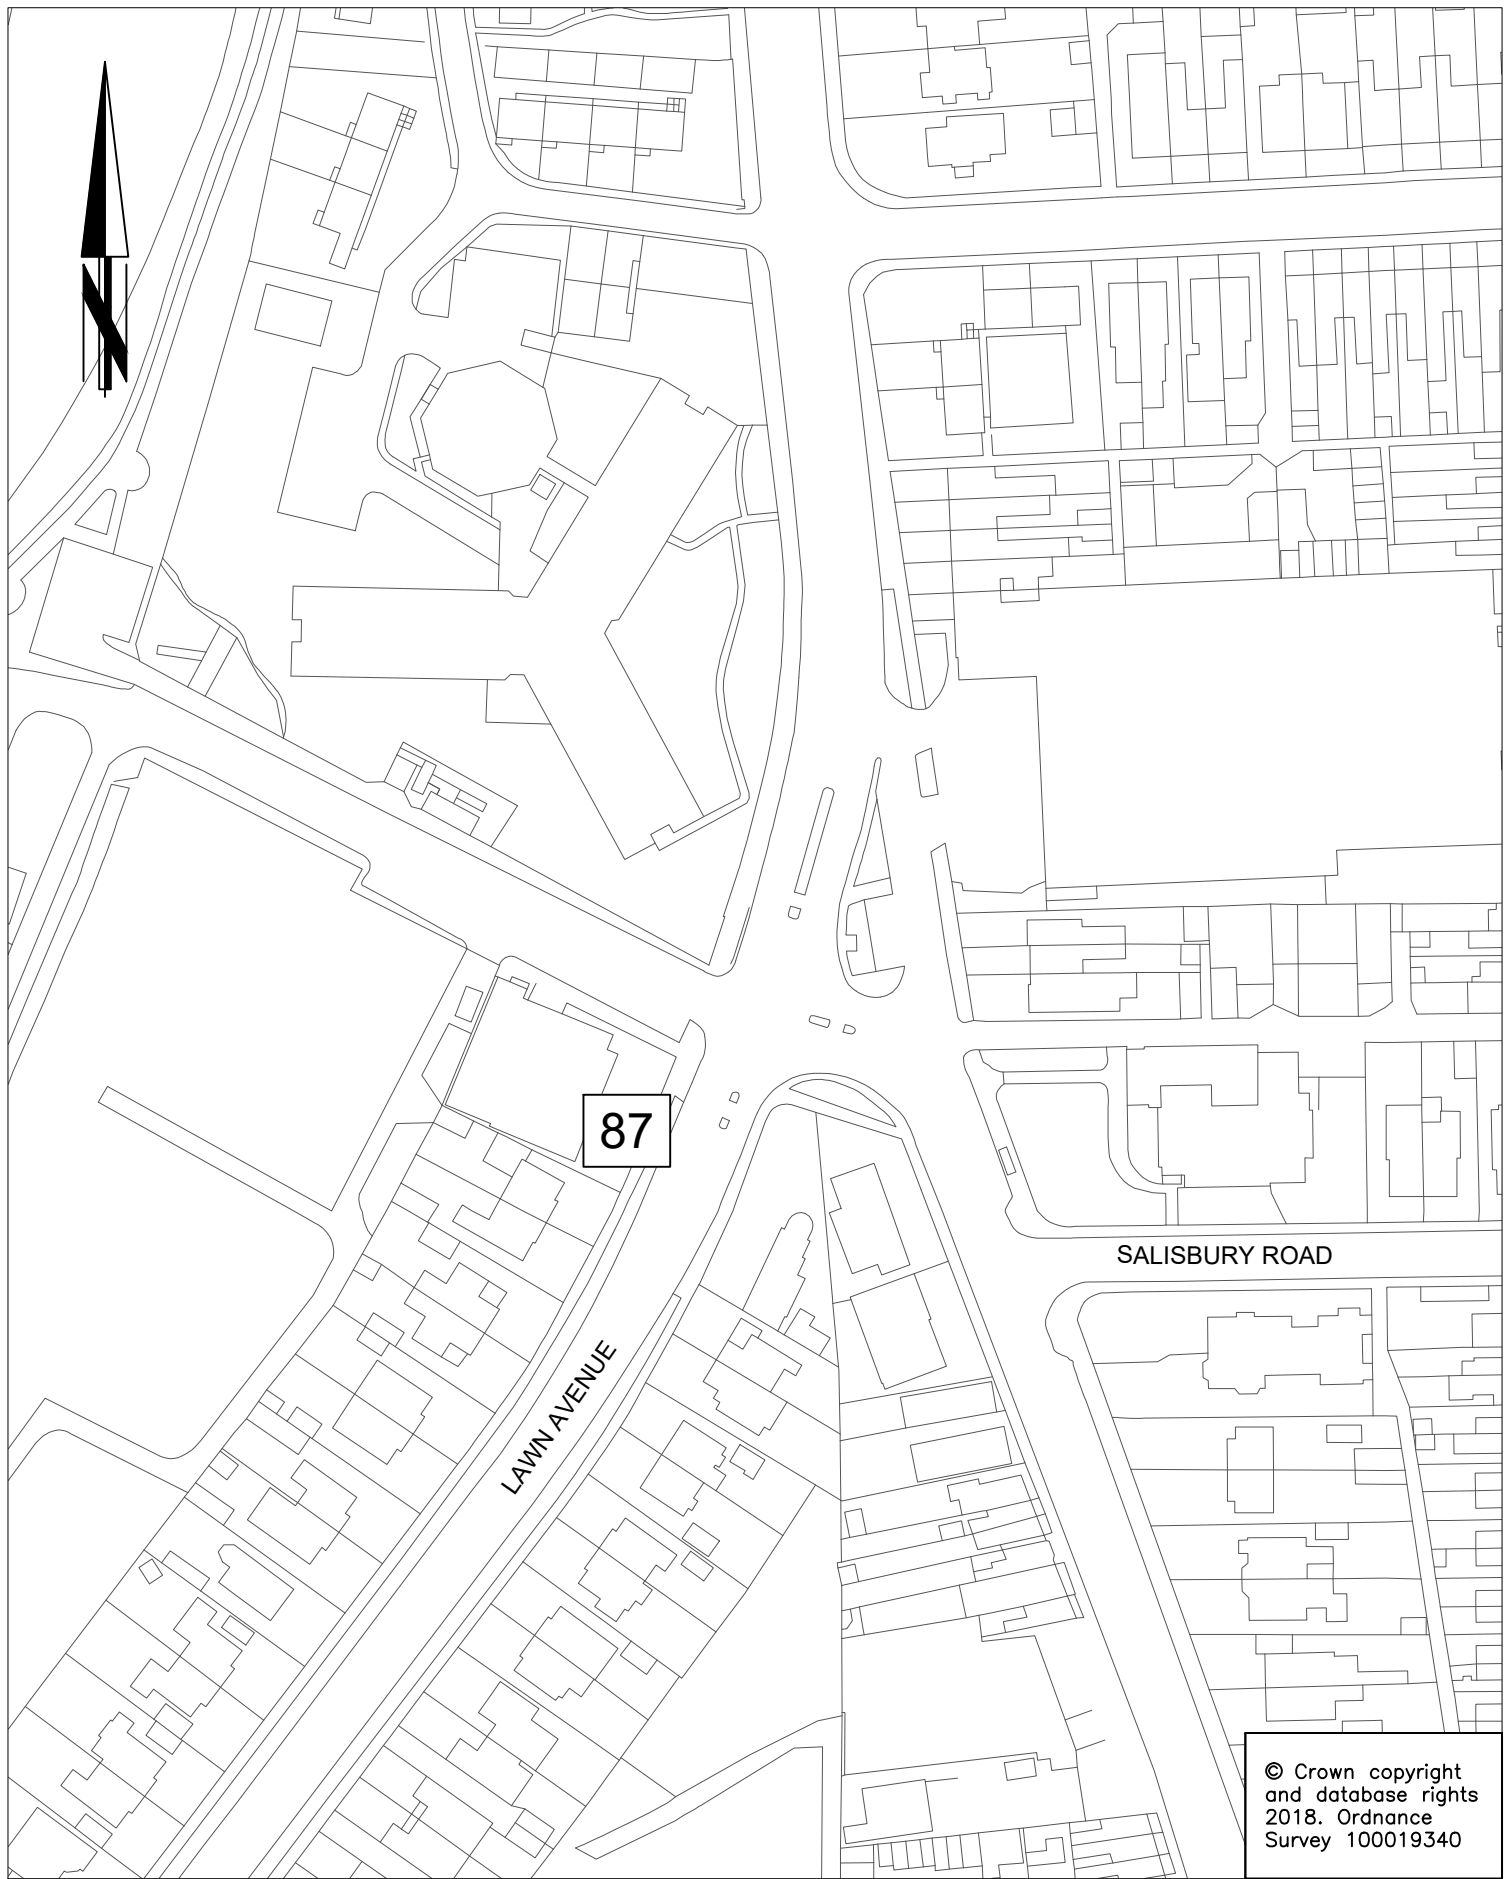 N
87
SALISBURY ROAD
LAWN AVENUE
© Crown copyright
and database rights
2018. Ordnance
Survey 100019340